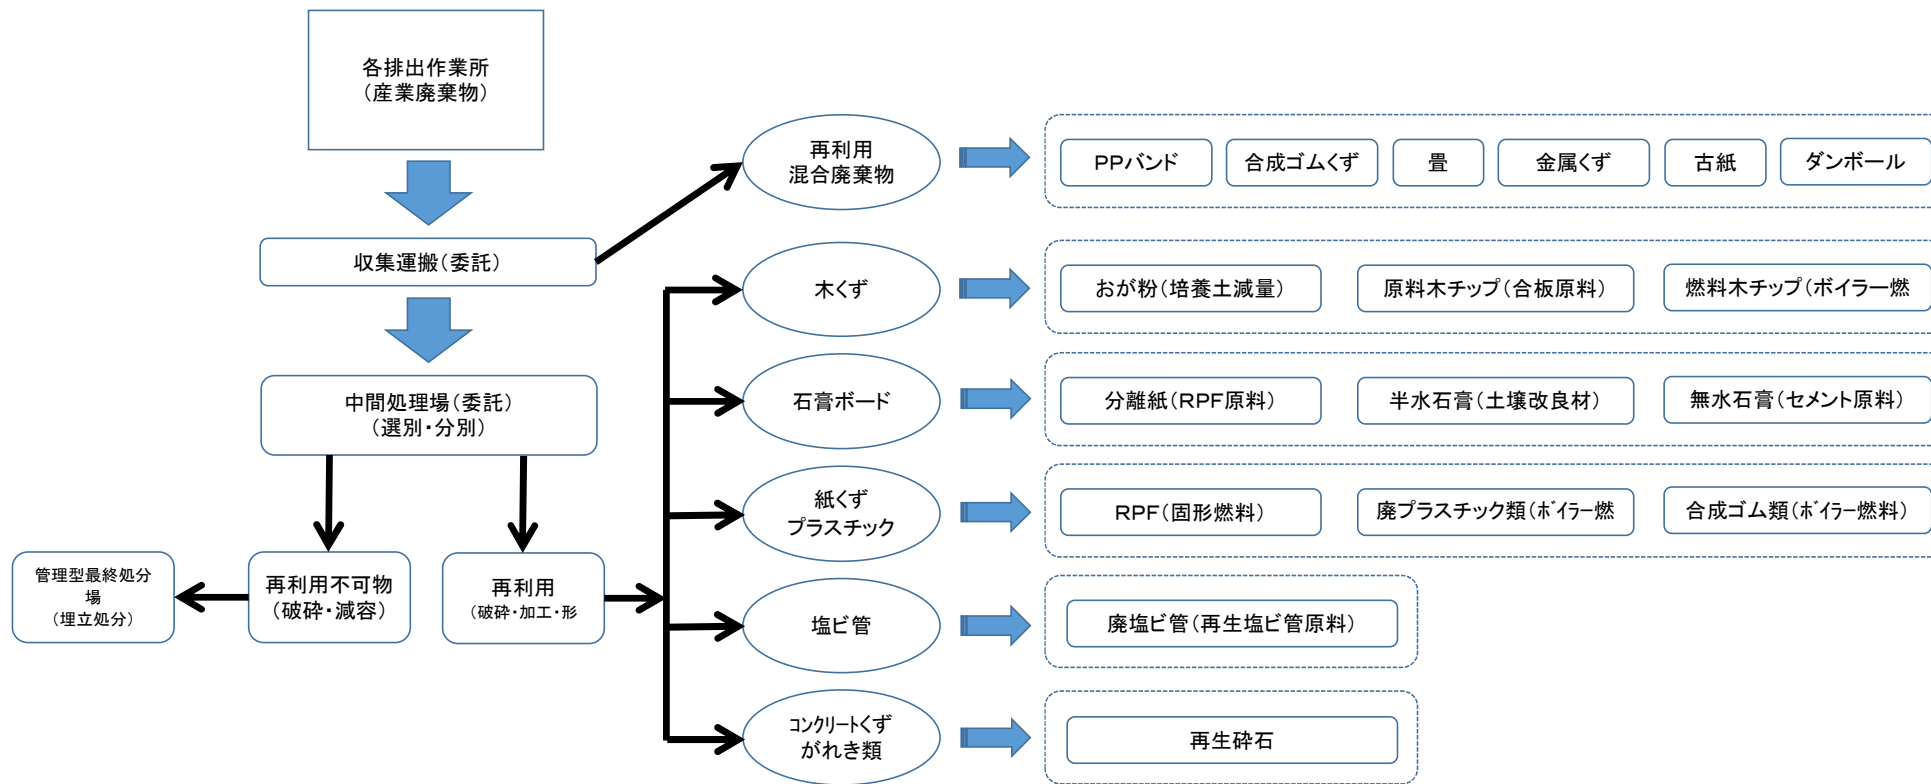 各排出作業所
（産業廃棄物）
収集運搬（委託）
中間処理場（委託）
（選別・分別）
管理型最終処分
場
（埋立処分）
再利用不可物
（破砕・減容）
再利用
（破砕・加工・形
再利用
混合廃棄物
PPバンド
合成ゴムくず
畳
金属くず
古紙
ダンボール
木くず
おが粉（培養土減量）
原料木チップ（合板原料）
燃料木チップ（ボイラー燃
石膏ボード
分離紙（RPF原料）
半水石膏（土壌改良材）
無水石膏（セメント原料）
紙くず
プラスチック
RPF（固形燃料）
廃プラスチック類（ﾎﾞｲﾗｰ燃
合成ゴム類（ﾎﾞｲﾗｰ燃料）
塩ビ管
廃塩ビ管（再生塩ビ管原料）
ｺﾝｸﾘｰﾄくず
がれき類
再生砕石